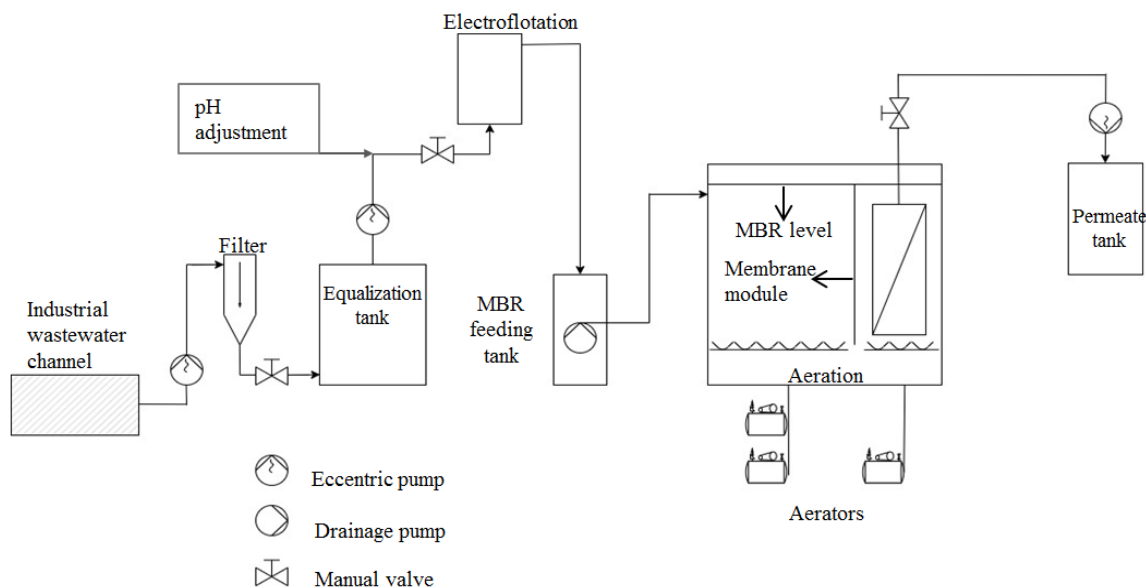 Electroflotation
pH
adjustment
Filter
Equalization
tank
Industrial
wastewater
channel
MBR
feeding
tank
MBR level
Membrane
module
Aeration
Permeate
tank
Aerators
Eccentric pump
Drainage pump
Manual valve